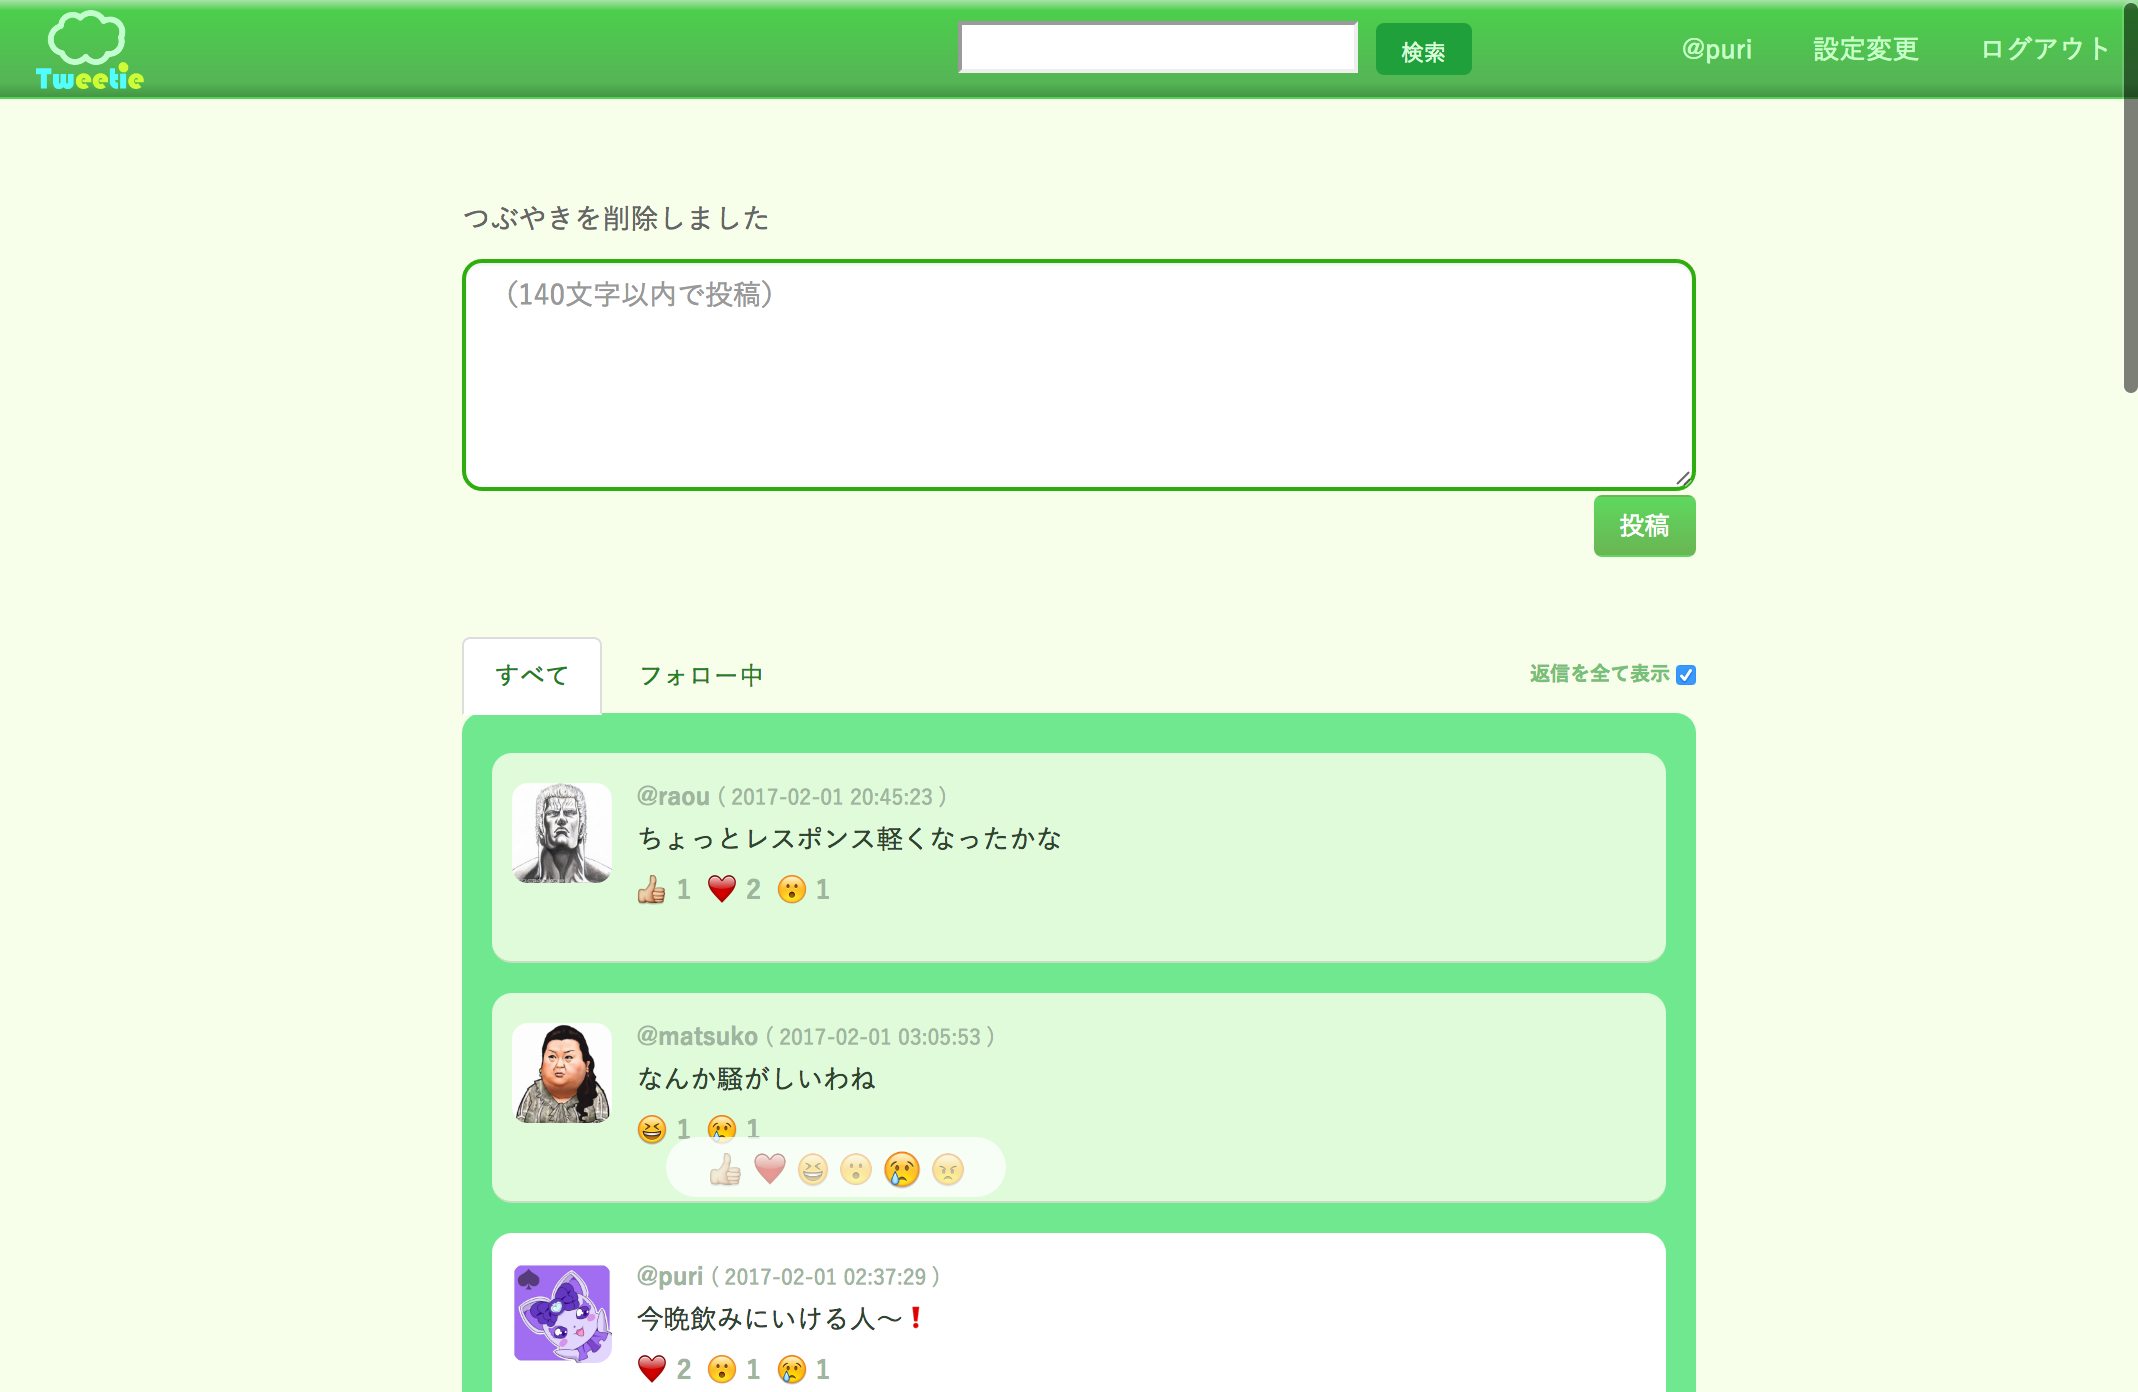 Tweetie
検索
@puri
設定変更
ログアウト
つぶやきを削除しました
（140文字以内で投稿）
投稿
すべて
フォロー中
返信を全て表示
@raou ( 2017-02-01 20:45:23 )
ちょっとレスポンス軽くなったかな
1 2 1
@matsuko ( 2017-02-01 03:05:53 )
なんか騒がしいわね
1 1
@puri ( 2017-02-01 02:37:29 )
今晩飲みにいける人〜❗
2 1 1